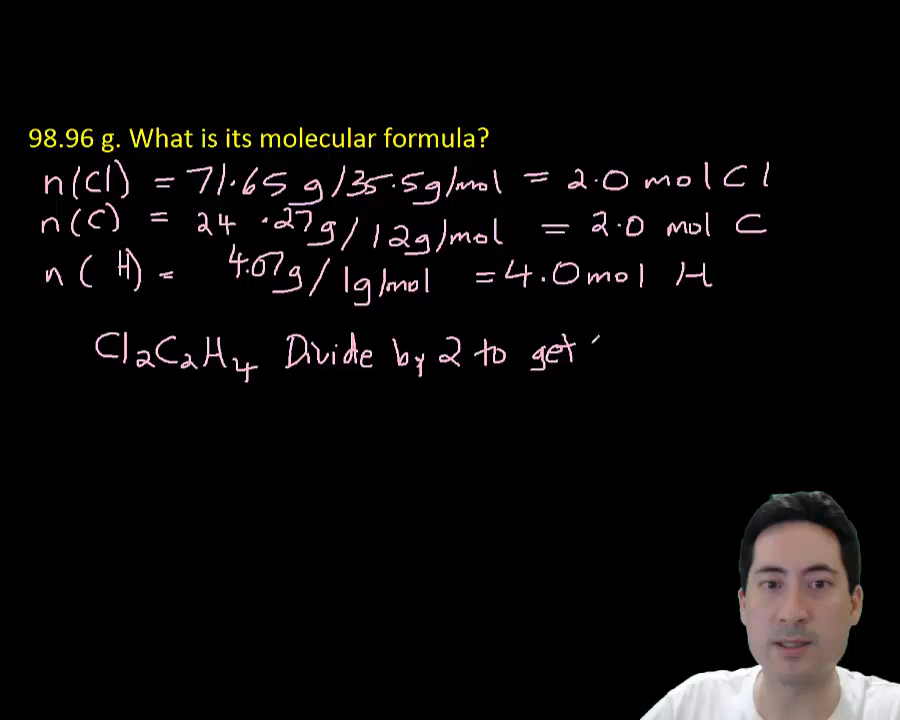 98.96 g. What is its molecular formula?
n(Cl) = 71.65 g/35.5g/mol = 2.0 mol Cl
n(C) = 24.27g/12g/mol = 2.0 mol C
n(H) = 4.07g/1g/mol = 4.0 mol H
Cl₂C₂H₄ Divide by 2 to get